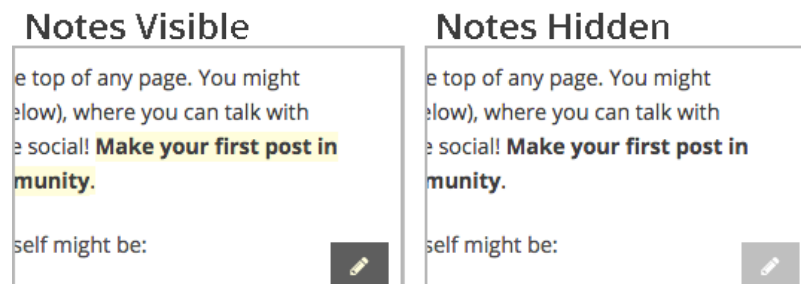 Notes Visible
e top of any page. You might
elow), where you can talk with
e social! Make your first post in
munity.
self might be:
Notes Hidden
e top of any page. You might
elow), where you can talk with
e social! Make your first post in
munity.
self might be: